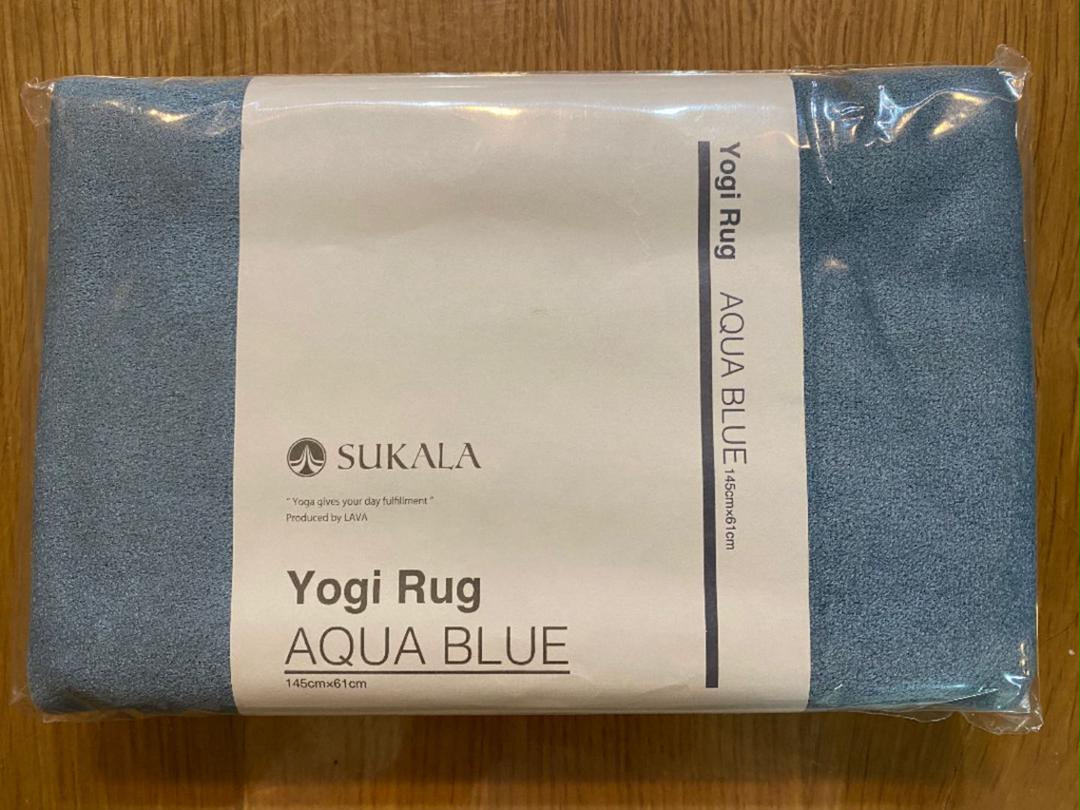 SUKALA
" Yoga gives your day fulfillment "
Produced by LAVA
Yogi Rug
AQUA BLUE
145cm×61cm
Yogi Rug AQUA BLUE 145cm×61cm